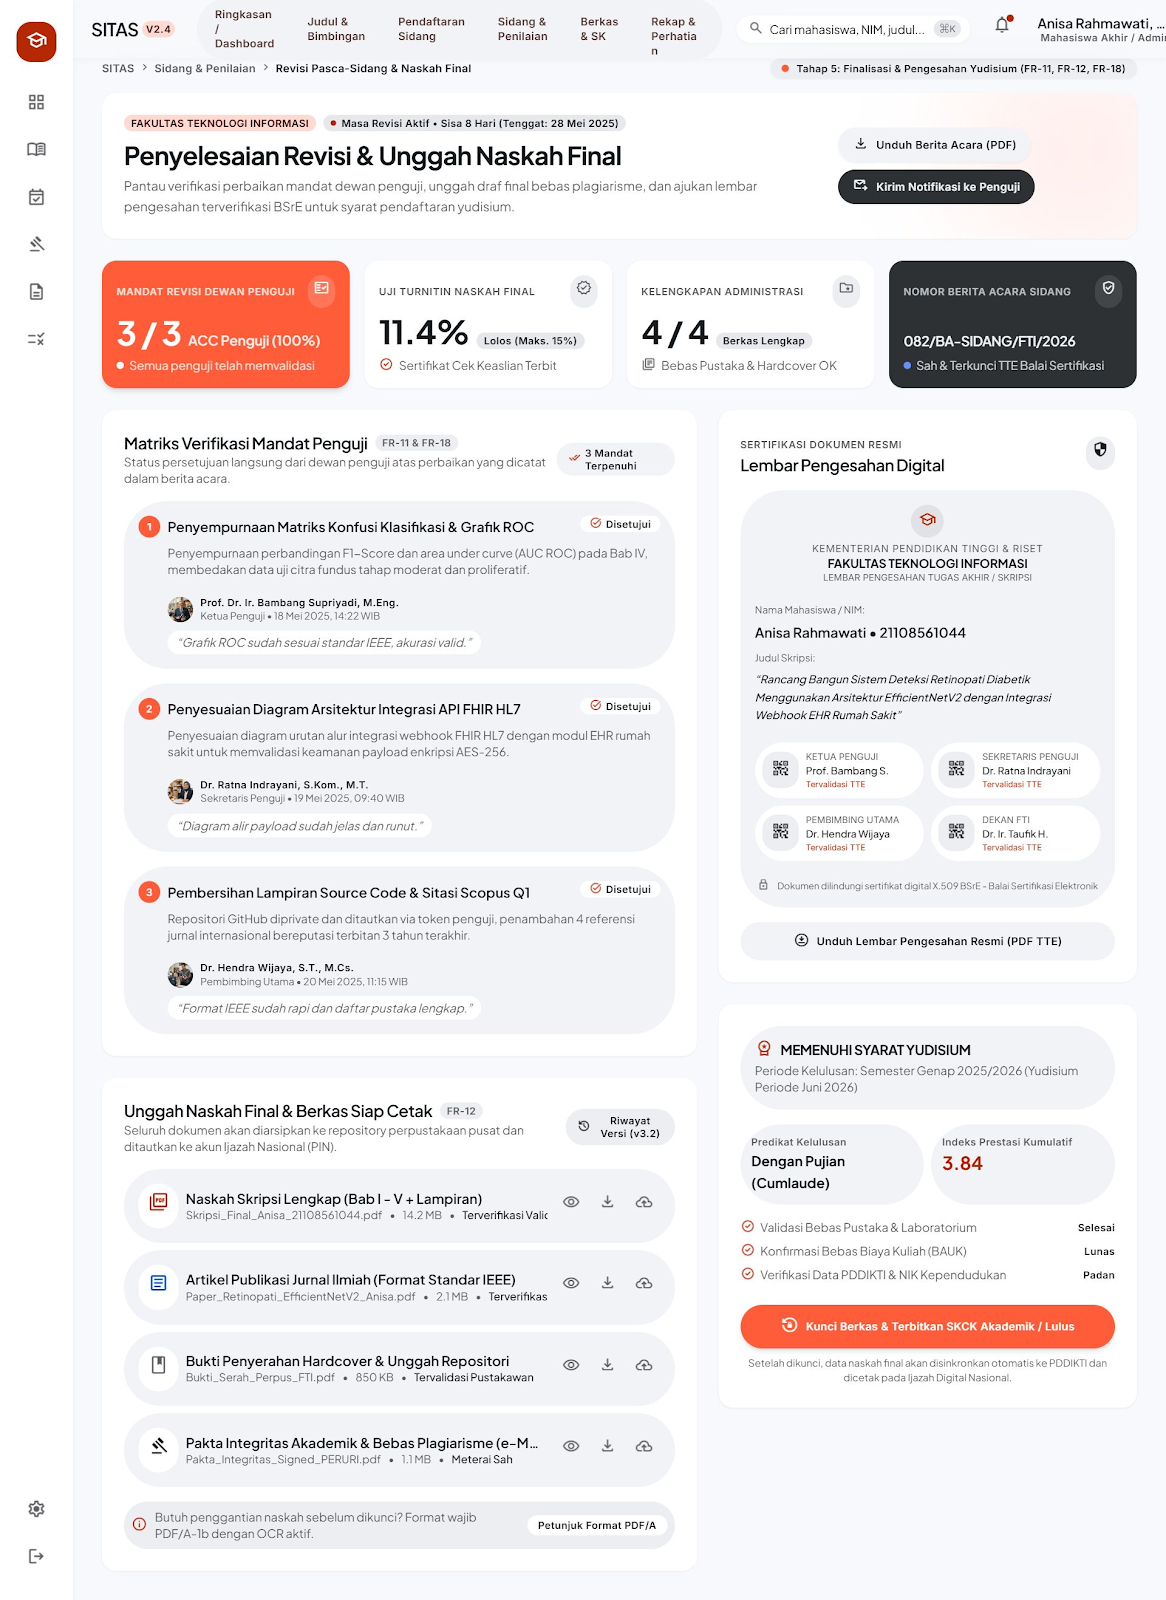 SITAS V2.4
Ringkasan
/
Dashboard
Judul &
Bimbingan
Pendaftaran
Sidang
Sidang &
Penilaian
Berkas
& SK
Rekap &
Perhatia
n
Cari mahasiswa, NIM, judul... ⌘K
Anisa Rahmawati, ...
Mahasiswa Akhir / Admi
SITAS > Sidang & Penilaian > Revisi Pasca-Sidang & Naskah Final
Tahap 5: Finalisasi & Pengesahan Yudisium (FR-11, FR-12, FR-18)
FAKULTAS TEKNOLOGI INFORMASI
Masa Revisi Aktif • Sisa 8 Hari (Tenggat: 28 Mei 2025)
Penyelesaian Revisi & Unggah Naskah Final
Pantau verifikasi perbaikan mandat dewan penguji, unggah draf final bebas plagiarisme, dan ajukan lembar
pengesahan terverifikasi BSrE untuk syarat pendaftaran yudisium.
Unduh Berita Acara (PDF)
Kirim Notifikasi ke Penguji
MANDAT REVISI DEWAN PENGUJI
3 / 3 ACC Penguji (100%)
Semua penguji telah memvalidasi
UJI TURNITIN NASKAH FINAL
11.4% Lolos (Maks. 15%)
Sertifikat Cek Keaslian Terbit
KELENGKAPAN ADMINISTRASI
4 / 4 Berkas Lengkap
Bebas Pustaka & Hardcover OK
NOMOR BERITA ACARA SIDANG
082/BA-SIDANG/FTI/2026
Sah & Terkunci TTE Balai Sertifikasi
Matriks Verifikasi Mandat Penguji FR-11 & FR-18
Status persetujuan langsung dari dewan penguji atas perbaikan yang dicatat
dalam berita acara.
3 Mandat
Terpenuhi
1 Penyempurnaan Matriks Konfusi Klasifikasi & Grafik ROC
Disetujui
Penyempurnaan perbandingan F1-Score dan area under curve (AUC ROC) pada Bab IV,
membedakan data uji citra fundus tahap moderat dan proliferatif.
Prof. Dr. Ir. Bambang Supriyadi, M.Eng.
Ketua Penguji • 18 Mei 2025, 14:22 WIB
"Grafik ROC sudah sesuai standar IEEE, akurasi valid."
2 Penyesuaian Diagram Arsitektur Integrasi API FHIR HL7
Disetujui
Penyesuaian diagram urutan alur integrasi webhook FHIR HL7 dengan modul EHR rumah
sakit untuk memvalidasi keamanan payload enkripsi AES-256.
Dr. Ratna Indrayani, S.Kom., M.T.
Sekretaris Penguji • 19 Mei 2025, 09:40 WIB
"Diagram alir payload sudah jelas dan runut."
3 Pembersihan Lampiran Source Code & Sitasi Scopus Q1
Disetujui
Repositori GitHub diprivate dan ditautkan via token penguji, penambahan 4 referensi
jurnal internasional bereputasi terbitan 3 tahun terakhir.
Dr. Hendra Wijaya, S.T., M.Cs.
Pembimbing Utama • 20 Mei 2025, 11:15 WIB
"Format IEEE sudah rapi dan daftar pustaka lengkap."
Unggah Naskah Final & Berkas Siap Cetak FR-12
Seluruh dokumen akan diarsipkan ke repository perpustakaan pusat dan
ditautkan ke akun Ijazah Nasional (PIN).
Riwayat
Versi (v3.2)
Naskah Skripsi Lengkap (Bab I - V + Lampiran)
Skripsi_Final_Anisa_21108561044.pdf • 14.2 MB • Terverifikasi Valic
Artikel Publikasi Jurnal Ilmiah (Format Standar IEEE)
Paper_Retinopati_EfficientNetV2_Anisa.pdf • 2.1 MB • Terverifikas
Bukti Penyerahan Hardcover & Unggah Repositori
Bukti_Serah_Perpus_FTI.pdf • 850 KB • Tervalidasi Pustakawan
Pakta Integritas Akademik & Bebas Plagiarisme (e-M...
Pakta_Integritas_Signed_PERURI.pdf • 1.1 MB • Meterai Sah
Butuh penggantian naskah sebelum dikunci? Format wajib
PDF/A-1b dengan OCR aktif.
Petunjuk Format PDF/A
SERTIFIKASI DOKUMEN RESMI
Lembar Pengesahan Digital
KEMENTERIAN PENDIDIKAN TINGGI & RISET
FAKULTAS TEKNOLOGI INFORMASI
LEMBAR PENGESAHAN TUGAS AKHIR / SKRIPSI
Nama Mahasiswa / NIM:
Anisa Rahmawati • 21108561044
Judul Skripsi:
"Rancang Bangun Sistem Deteksi Retinopati Diabetik
Menggunakan Arsitektur EfficientNetV2 dengan Integrasi
Webhook EHR Rumah Sakit"
KETUA PENGUJI
Prof. Bambang S.
Tervalidasi TTE
SEKRETARIS PENGUJI
Dr. Ratna Indrayani
Tervalidasi TTE
PEMBIMBING UTAMA
Dr. Hendra Wijaya
Tervalidasi TTE
DEKAN FTI
Dr. Ir. Taufik H.
Tervalidasi TTE
Dokumen dilindungi sertifikat digital X.509 BSrE - Balai Sertifikasi Elektronik
Unduh Lembar Pengesahan Resmi (PDF TTE)
MEMENUHI SYARAT YUDISIUM
Periode Kelulusan: Semester Genap 2025/2026 (Yudisium
Periode Juni 2026)
Predikat Kelulusan
Dengan Pujian
(Cumlaude)
Indeks Prestasi Kumulatif
3.84
Validasi Bebas Pustaka & Laboratorium Selesai
Konfirmasi Bebas Biaya Kuliah (BAUK) Lunas
Verifikasi Data PDDIKTI & NIK Kependudukan Padan
Kunci Berkas & Terbitkan SKCK Akademik / Lulus
Setelah dikunci, data naskah final akan disinkronkan otomatis ke PDDIKTI dan
dicetak pada Ijazah Digital Nasional.